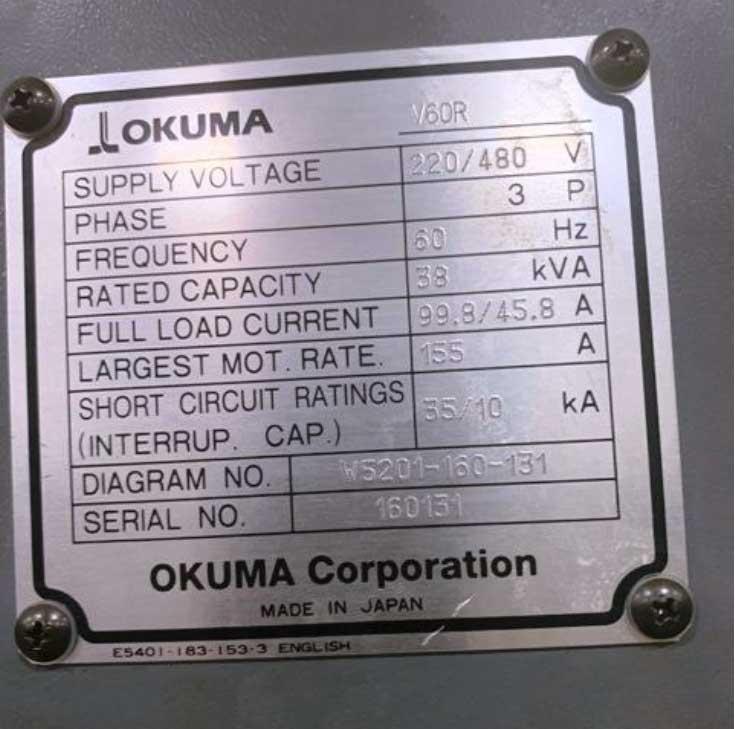 OKUMA V60R
SUPPLY VOLTAGE 220/480 V
PHASE 3 P
FREQUENCY 60 Hz
RATED CAPACITY 38 kVA
FULL LOAD CURRENT 99.8/45.8 A
LARGEST MOT. RATE. 155 A
SHORT CIRCUIT RATINGS
(INTERRUP. CAP.) 35/10 kA
DIAGRAM NO. W5201-160-131
SERIAL NO. 160131
OKUMA Corporation
MADE IN JAPAN
E5401-183-153-3 ENGLISH